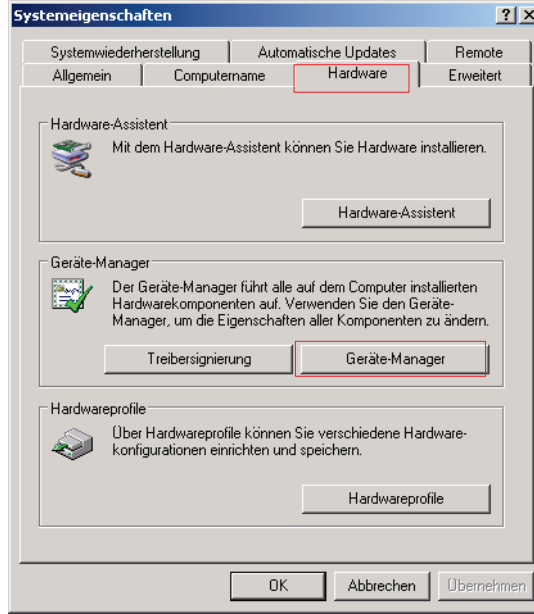 Systemeigenschaften
Systemwiederherstellung Automatische Updates Remote
Allgemein Computername Hardware Erweitert
Hardware-Assistent
Mit dem Hardware-Assistent können Sie Hardware installieren.
Hardware-Assistent
Geräte-Manager
Der Geräte-Manager führt alle auf dem Computer installierten
Hardwarekomponenten auf. Verwenden Sie den Geräte-
Manager, um die Eigenschaften aller Komponenten zu ändern.
Treibersignierung Geräte-Manager
Hardwareprofile
Über Hardwareprofile können Sie verschiedene Hardware-
konfigurationen einrichten und speichern.
Hardwareprofile
OK Abbrechen Übernehmen